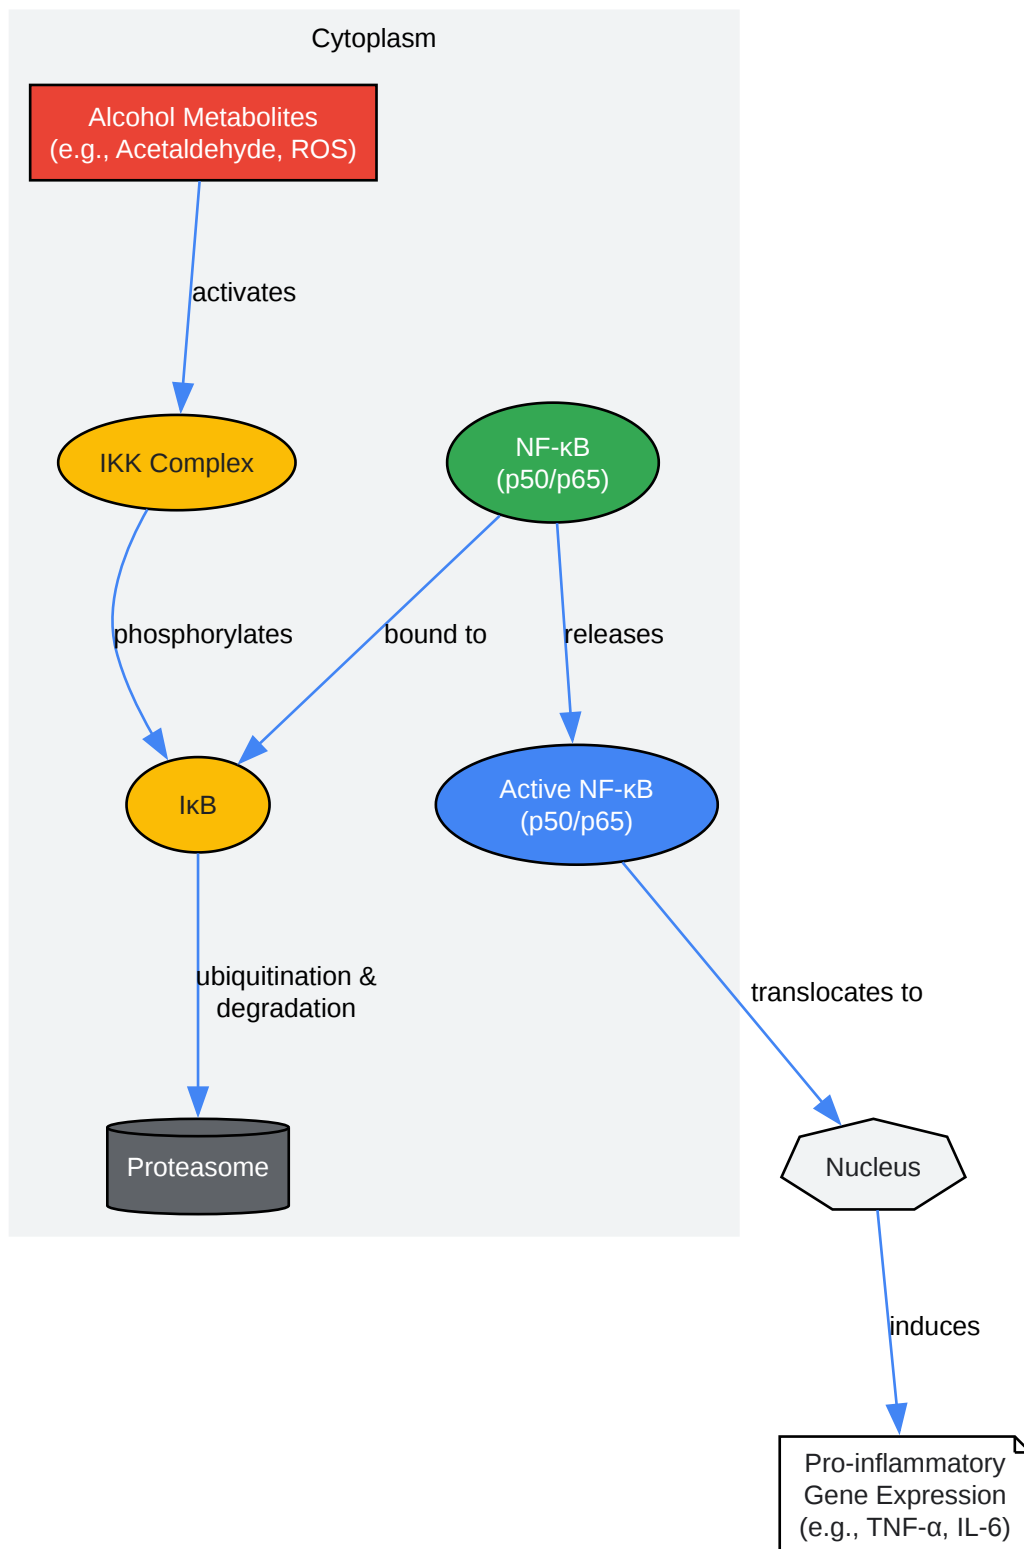 Cytoplasm
Alcohol Metabolites
(e.g., Acetaldehyde, ROS)
activates
IKK Complex
NF-κB
(p50/p65)
phosphorylates
bound to
releases
IκB
Active NF-κB
(p50/p65)
ubiquitination &
degradation
translocates to
Proteasome
Nucleus
induces
Pro-inflammatory
Gene Expression
(e.g., TNF-α, IL-6)